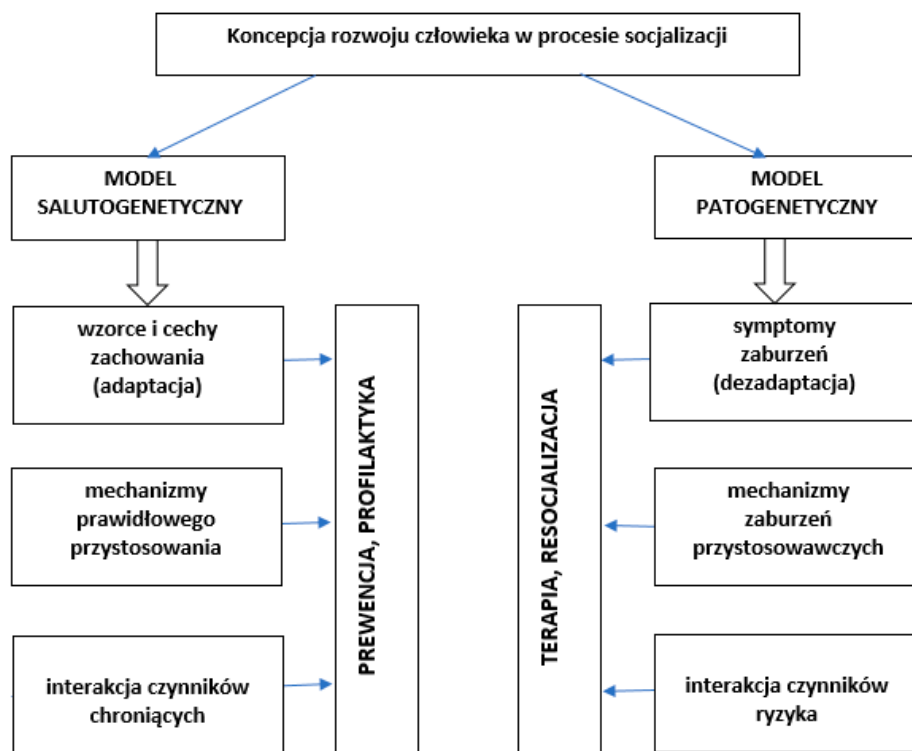 Koncepcja rozwoju człowieka w procesie socjalizacji
MODEL
SALUTOGENETYCZNY
MODEL
PATOGENETYCZNY
wzorce i cechy
zachowania
(adaptacja)
symptomy
zaburzeń
(dezadaptacja)
PREWENCJA, PROFILAKTYKA
TERAPIA, RESOCJALIZACJA
mechanizmy
prawidłowego
przystosowania
mechanizmy
zaburzeń
przystosowawczych
interakcja czynników
chroniących
interakcja czynników
ryzyka